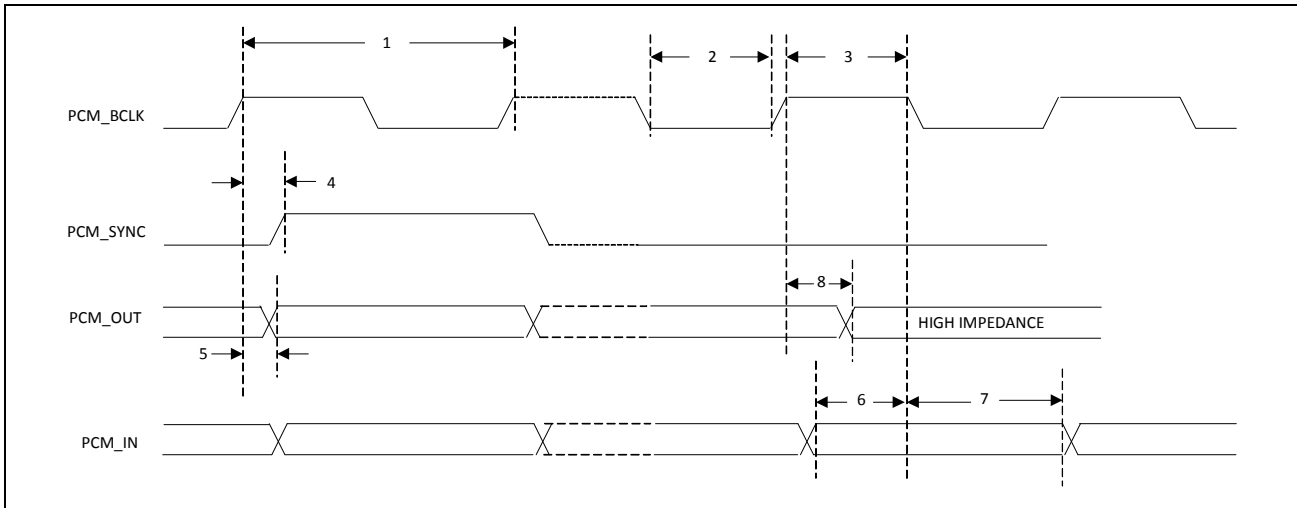 1
2
3
PCM_BCLK
4
PCM_SYNC
8
PCM_OUT
HIGH IMPEDANCE
5
6
7
PCM_IN